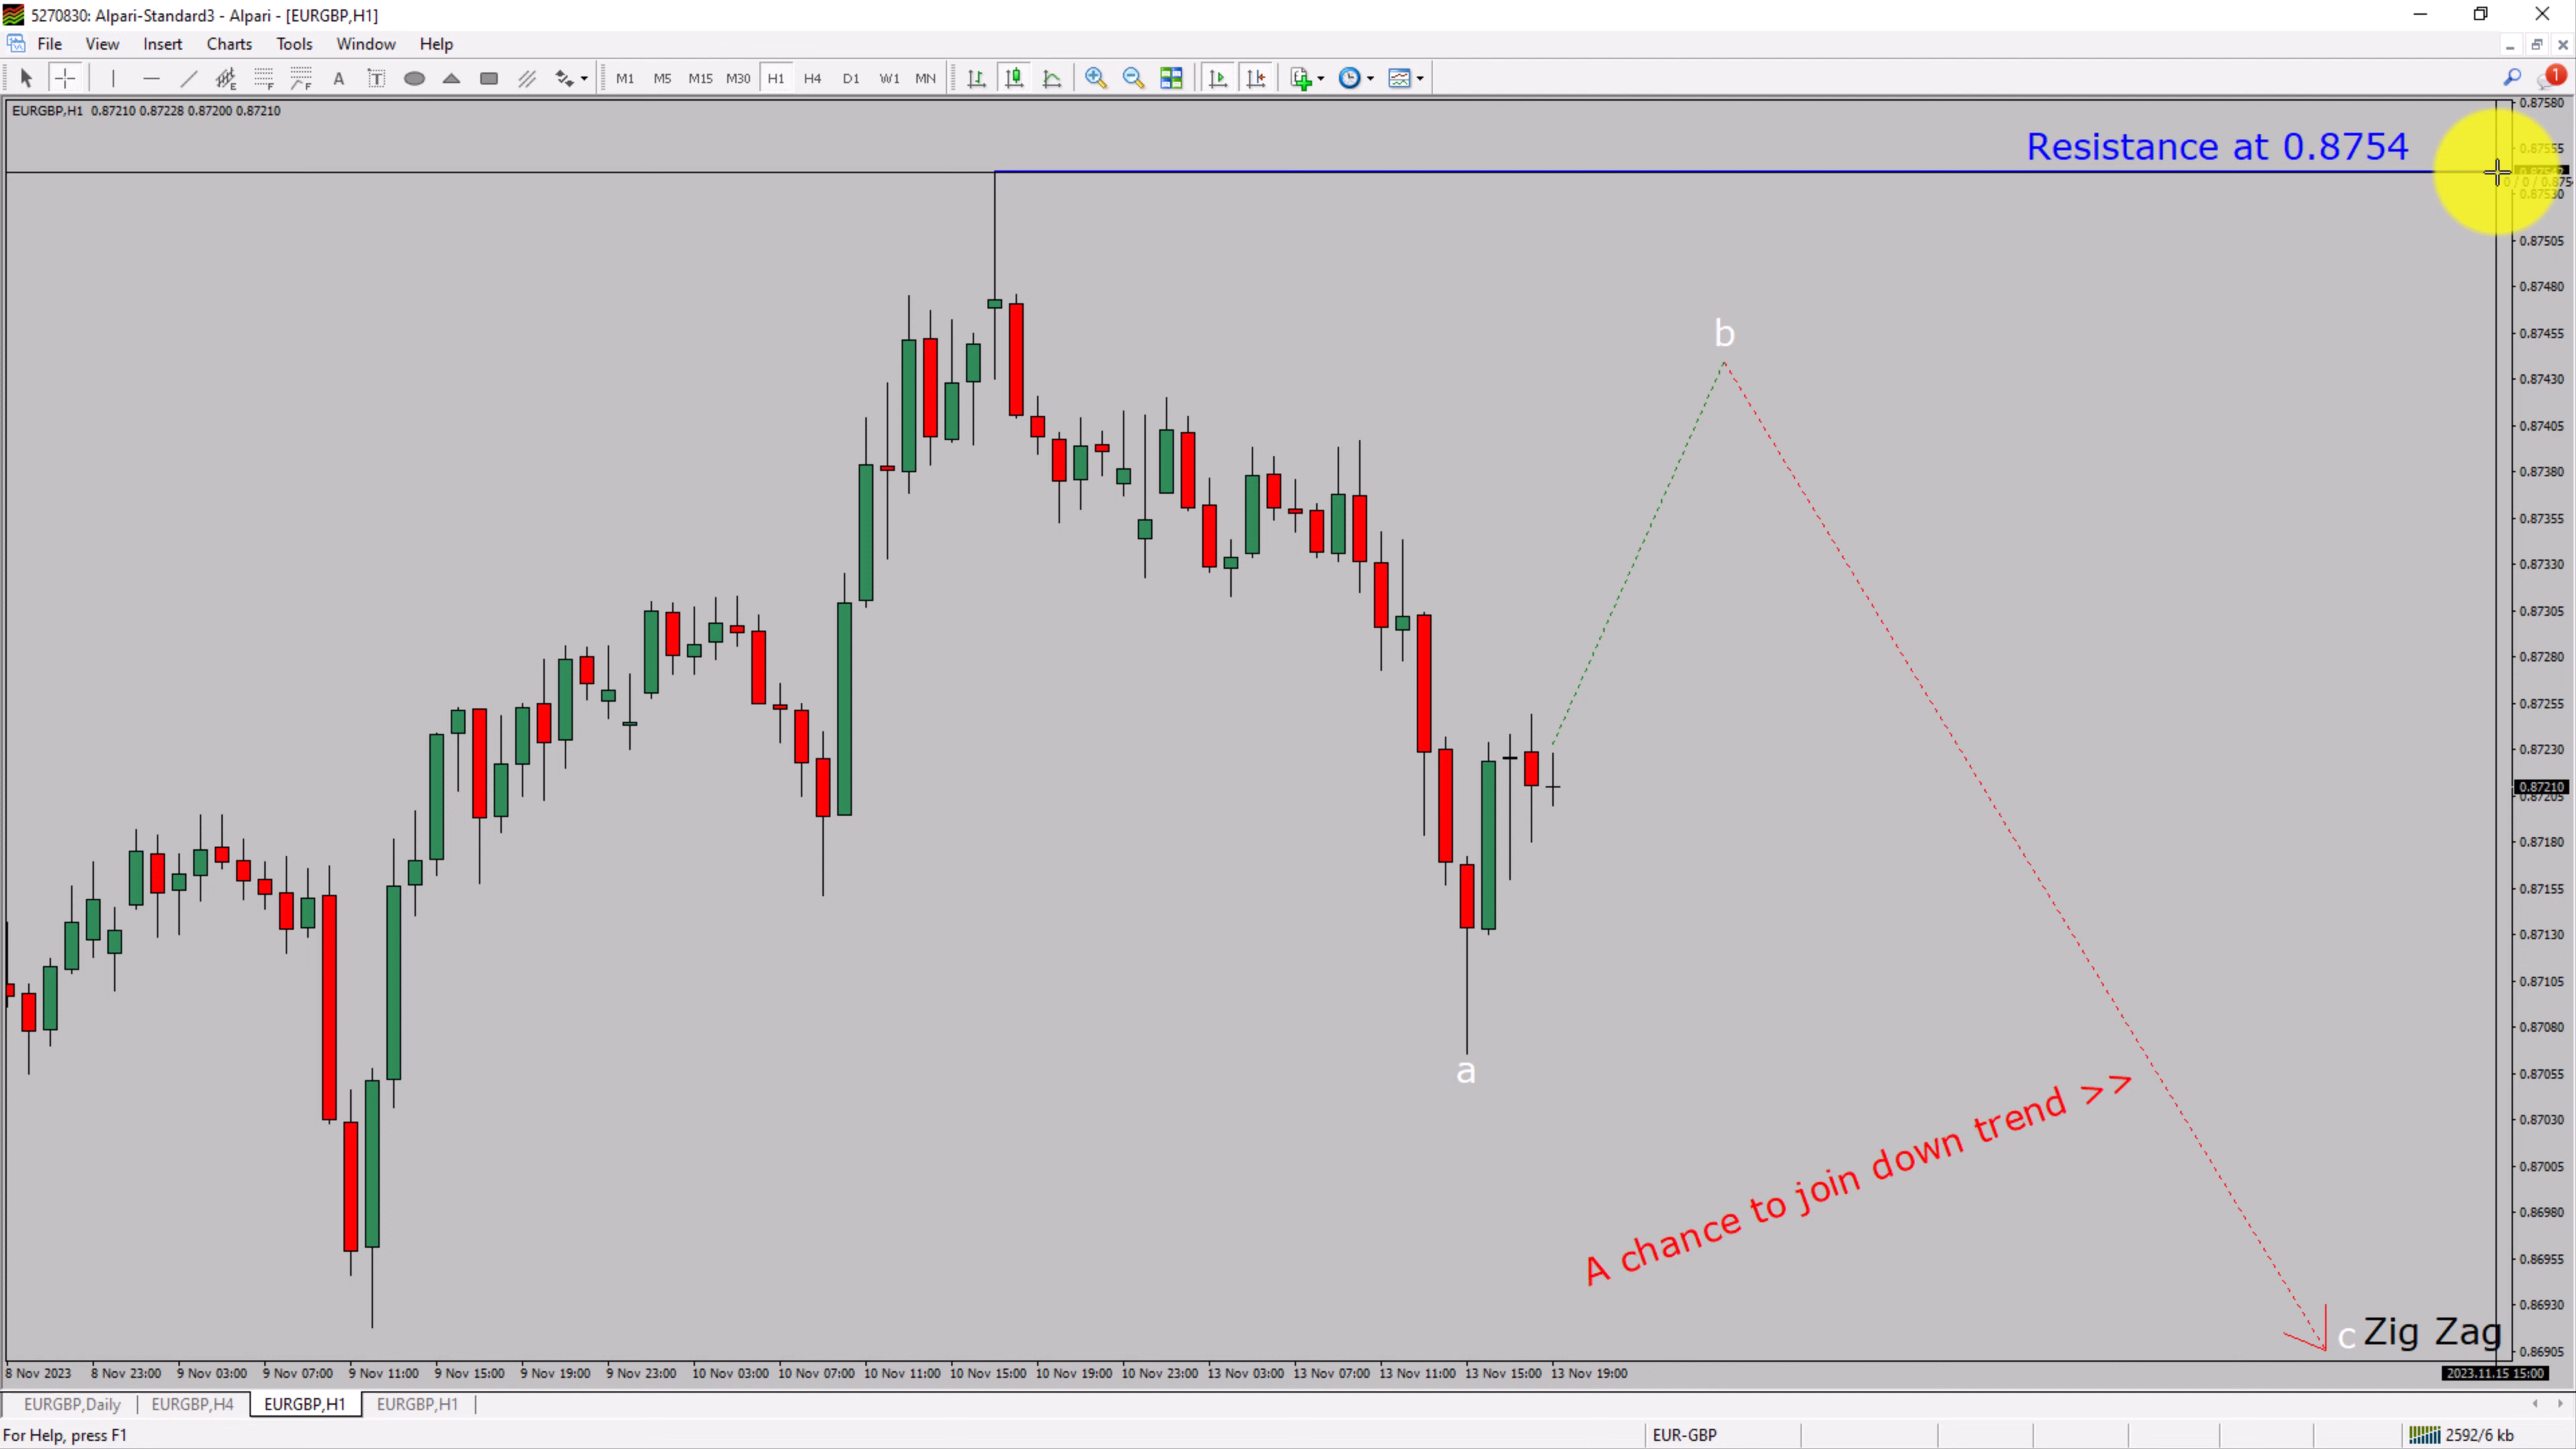 5270830: Alpari-Standard3 - Alpari - [EURGBP,H1]
File View Insert Charts Tools Window Help
A T M1 M5 M15 M30 H1 H4 D1 W1 MN 1
EURGBP,H1 0.87210 0.87228 0.87200 0.87210
0.87580
Resistance at 0.8754
0.87555
0.87530
0.87505
0.87480
b
0.87455
0.87430
0.87405
0.87380
0.87355
0.87330
0.87305
0.87280
0.87255
0.87230
0.87210
0.87205
0.87180
0.87155
0.87130
0.87105
0.87080
a
0.87055
A chance to join down trend >>
0.87030
0.87005
0.86980
0.86955
0.86930
c Zig Zag
0.86905
8 Nov 2023 8 Nov 23:00 9 Nov 03:00 9 Nov 07:00 9 Nov 11:00 9 Nov 15:00 9 Nov 19:00 9 Nov 23:00 10 Nov 03:00 10 Nov 07:00 10 Nov 11:00 10 Nov 15:00 10 Nov 19:00 10 Nov 23:00 13 Nov 03:00 13 Nov 07:00 13 Nov 11:00 13 Nov 15:00 13 Nov 19:00 2023.11.15 15:00
EURGBP,Daily EURGBP,H4 EURGBP,H1 EURGBP,H1
For Help, press F1 EUR-GBP 2592/6 kb